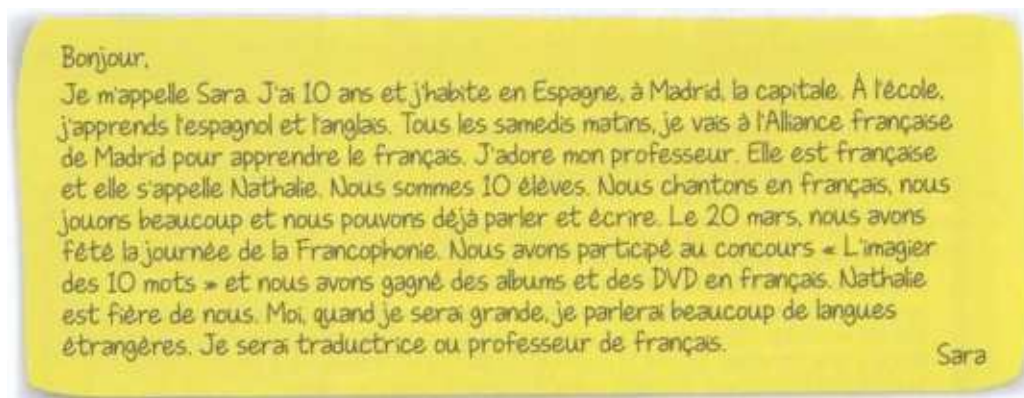 Bonjour,
Je m'appelle Sara. J'ai 10 ans et j'habite en Espagne, à Madrid, la capitale. À l'école,
j'apprends l'espagnol et l'anglais. Tous les samedis matins, je vais à l'Alliance française
de Madrid pour apprendre le français. J'adore mon professeur. Elle est française
et elle s'appelle Nathalie. Nous sommes 10 élèves. Nous chantons en français, nous
jouons beaucoup et nous pouvons déjà parler et écrire. Le 20 mars, nous avons
fêté la journée de la Francophonie. Nous avons participé au concours « L'imagier
des 10 mots » et nous avons gagné des albums et des DVD en français. Nathalie
est fière de nous. Moi, quand je serai grande, je parlerai beaucoup de langues
étrangères. Je serai traductrice ou professeur de français.
Sara